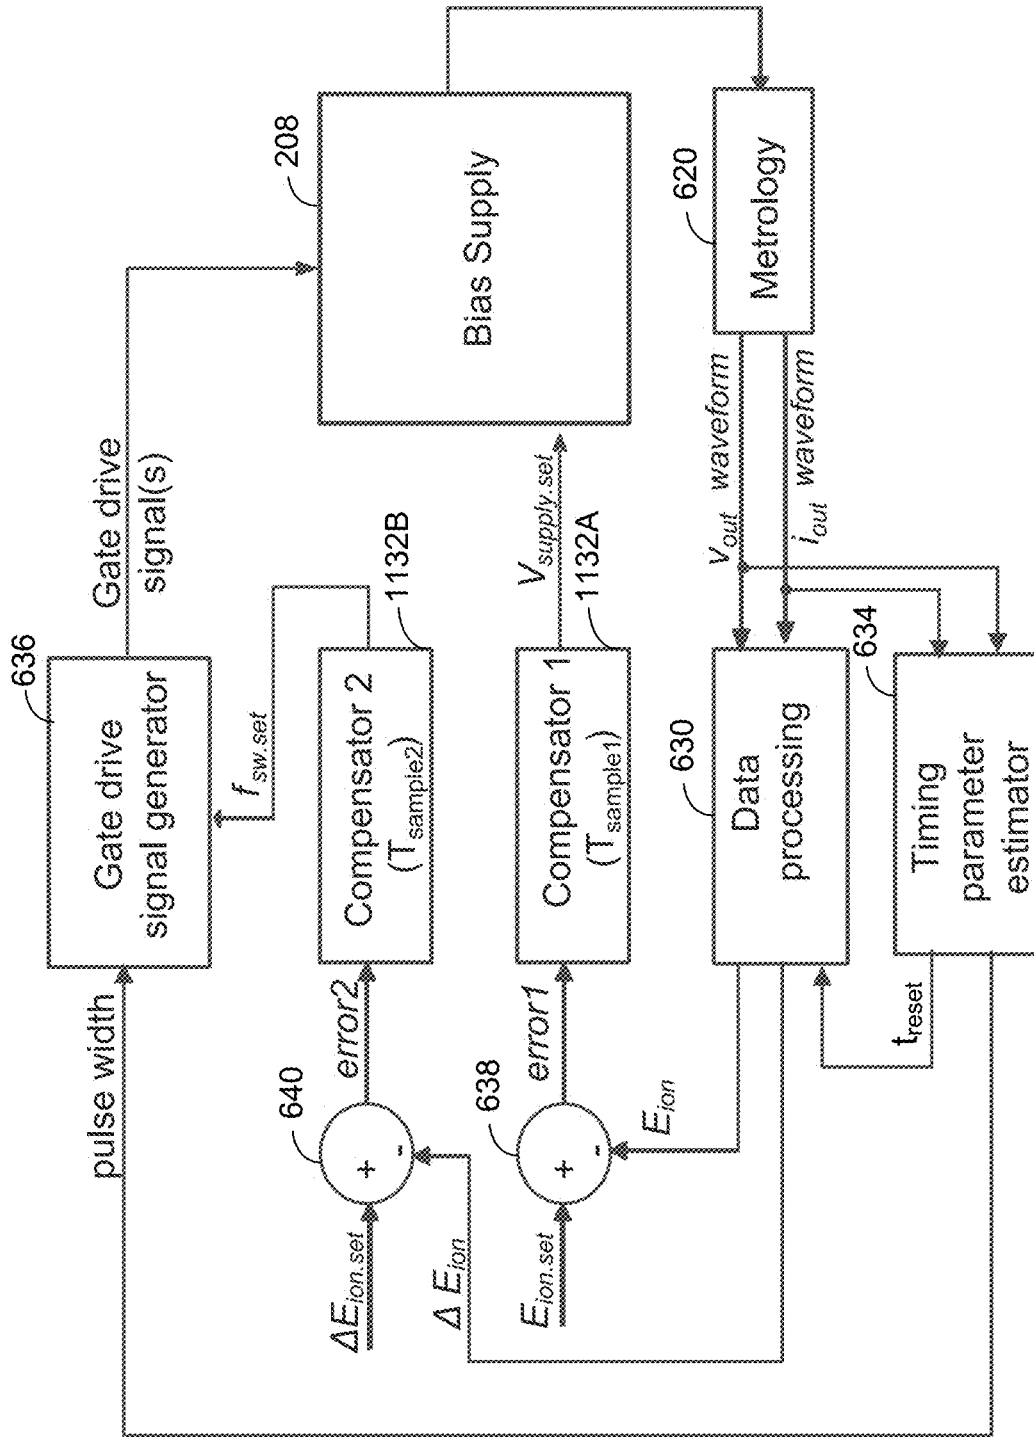 pulse width
636
Gate drive
signal generator
Gate drive
signal(s)
f_sw.set
208
Bias Supply
ΔE_ion.set
640
+
-
error2
Compensator 2
(T_sample2)
1132B
ΔE_ion
E_ion.set
638
+
-
error1
Compensator 1
(T_sample1)
1132A
V_supply.set
E_ion
630
Data
processing
v_out waveform
i_out waveform
620
Metrology
t_reset
634
Timing
parameter
estimator